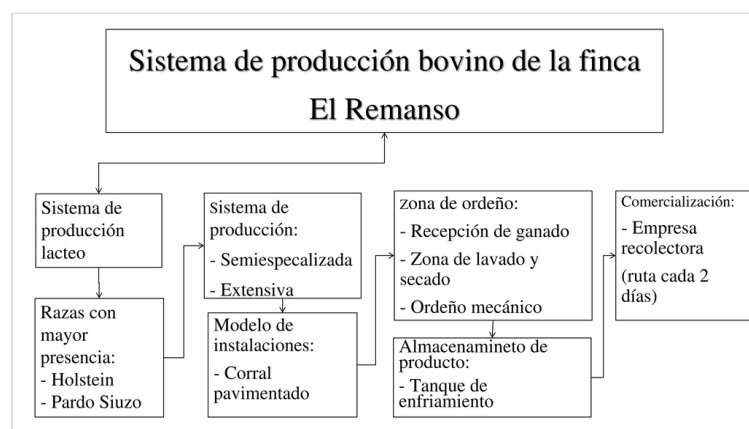 Sistema de producción bovino de la finca
El Remanso
Sistema de
producción
lacteo
Razas con
mayor
presencia:
- Holstein
- Pardo Siuzo
Sistema de
producción:
- Semiespecalizada
- Extensiva
Modelo de
instalaciones:
- Corral
pavimentado
Zona de ordeño:
- Recepción de ganado
- Zona de lavado y
secado
- Ordeño mecánico
Almacenamineto de
producto:
- Tanque de
enfriamiento
Comercialización:
- Empresa
recolectora
(ruta cada 2
días)